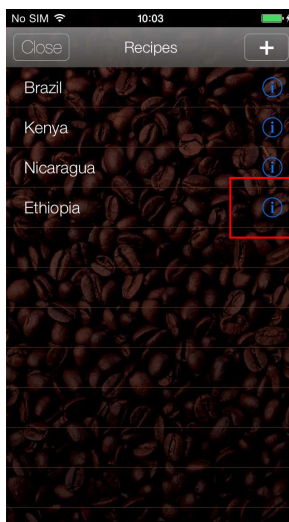 No SIM 10:03
Close Recipes +
Brazil i
Kenya i
Nicaragua i
Ethiopia i